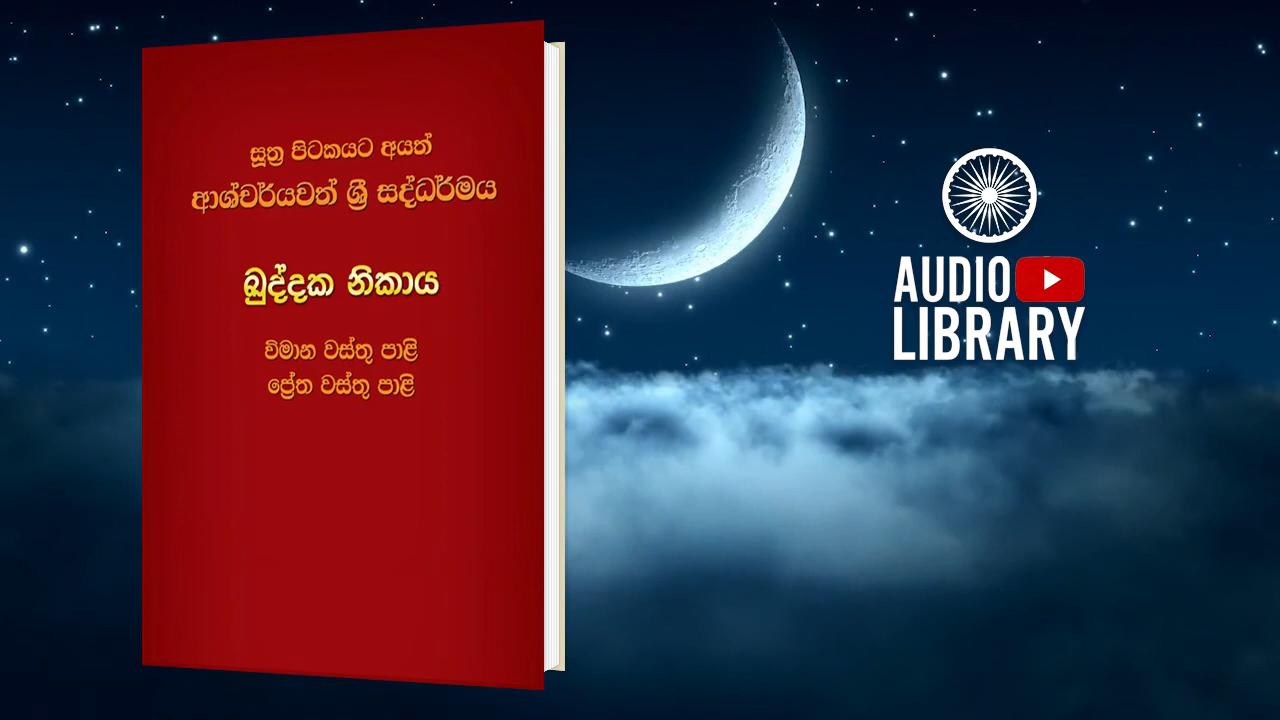 සූත්‍ර පිටකයට අයත්
ආශ්චර්යවත් ශ්‍රී සද්ධර්මය
ඛුද්දක නිකාය
විමාන වස්තු පාළි
ප්‍රේත වස්තු පාළි
AUDIO
LIBRARY